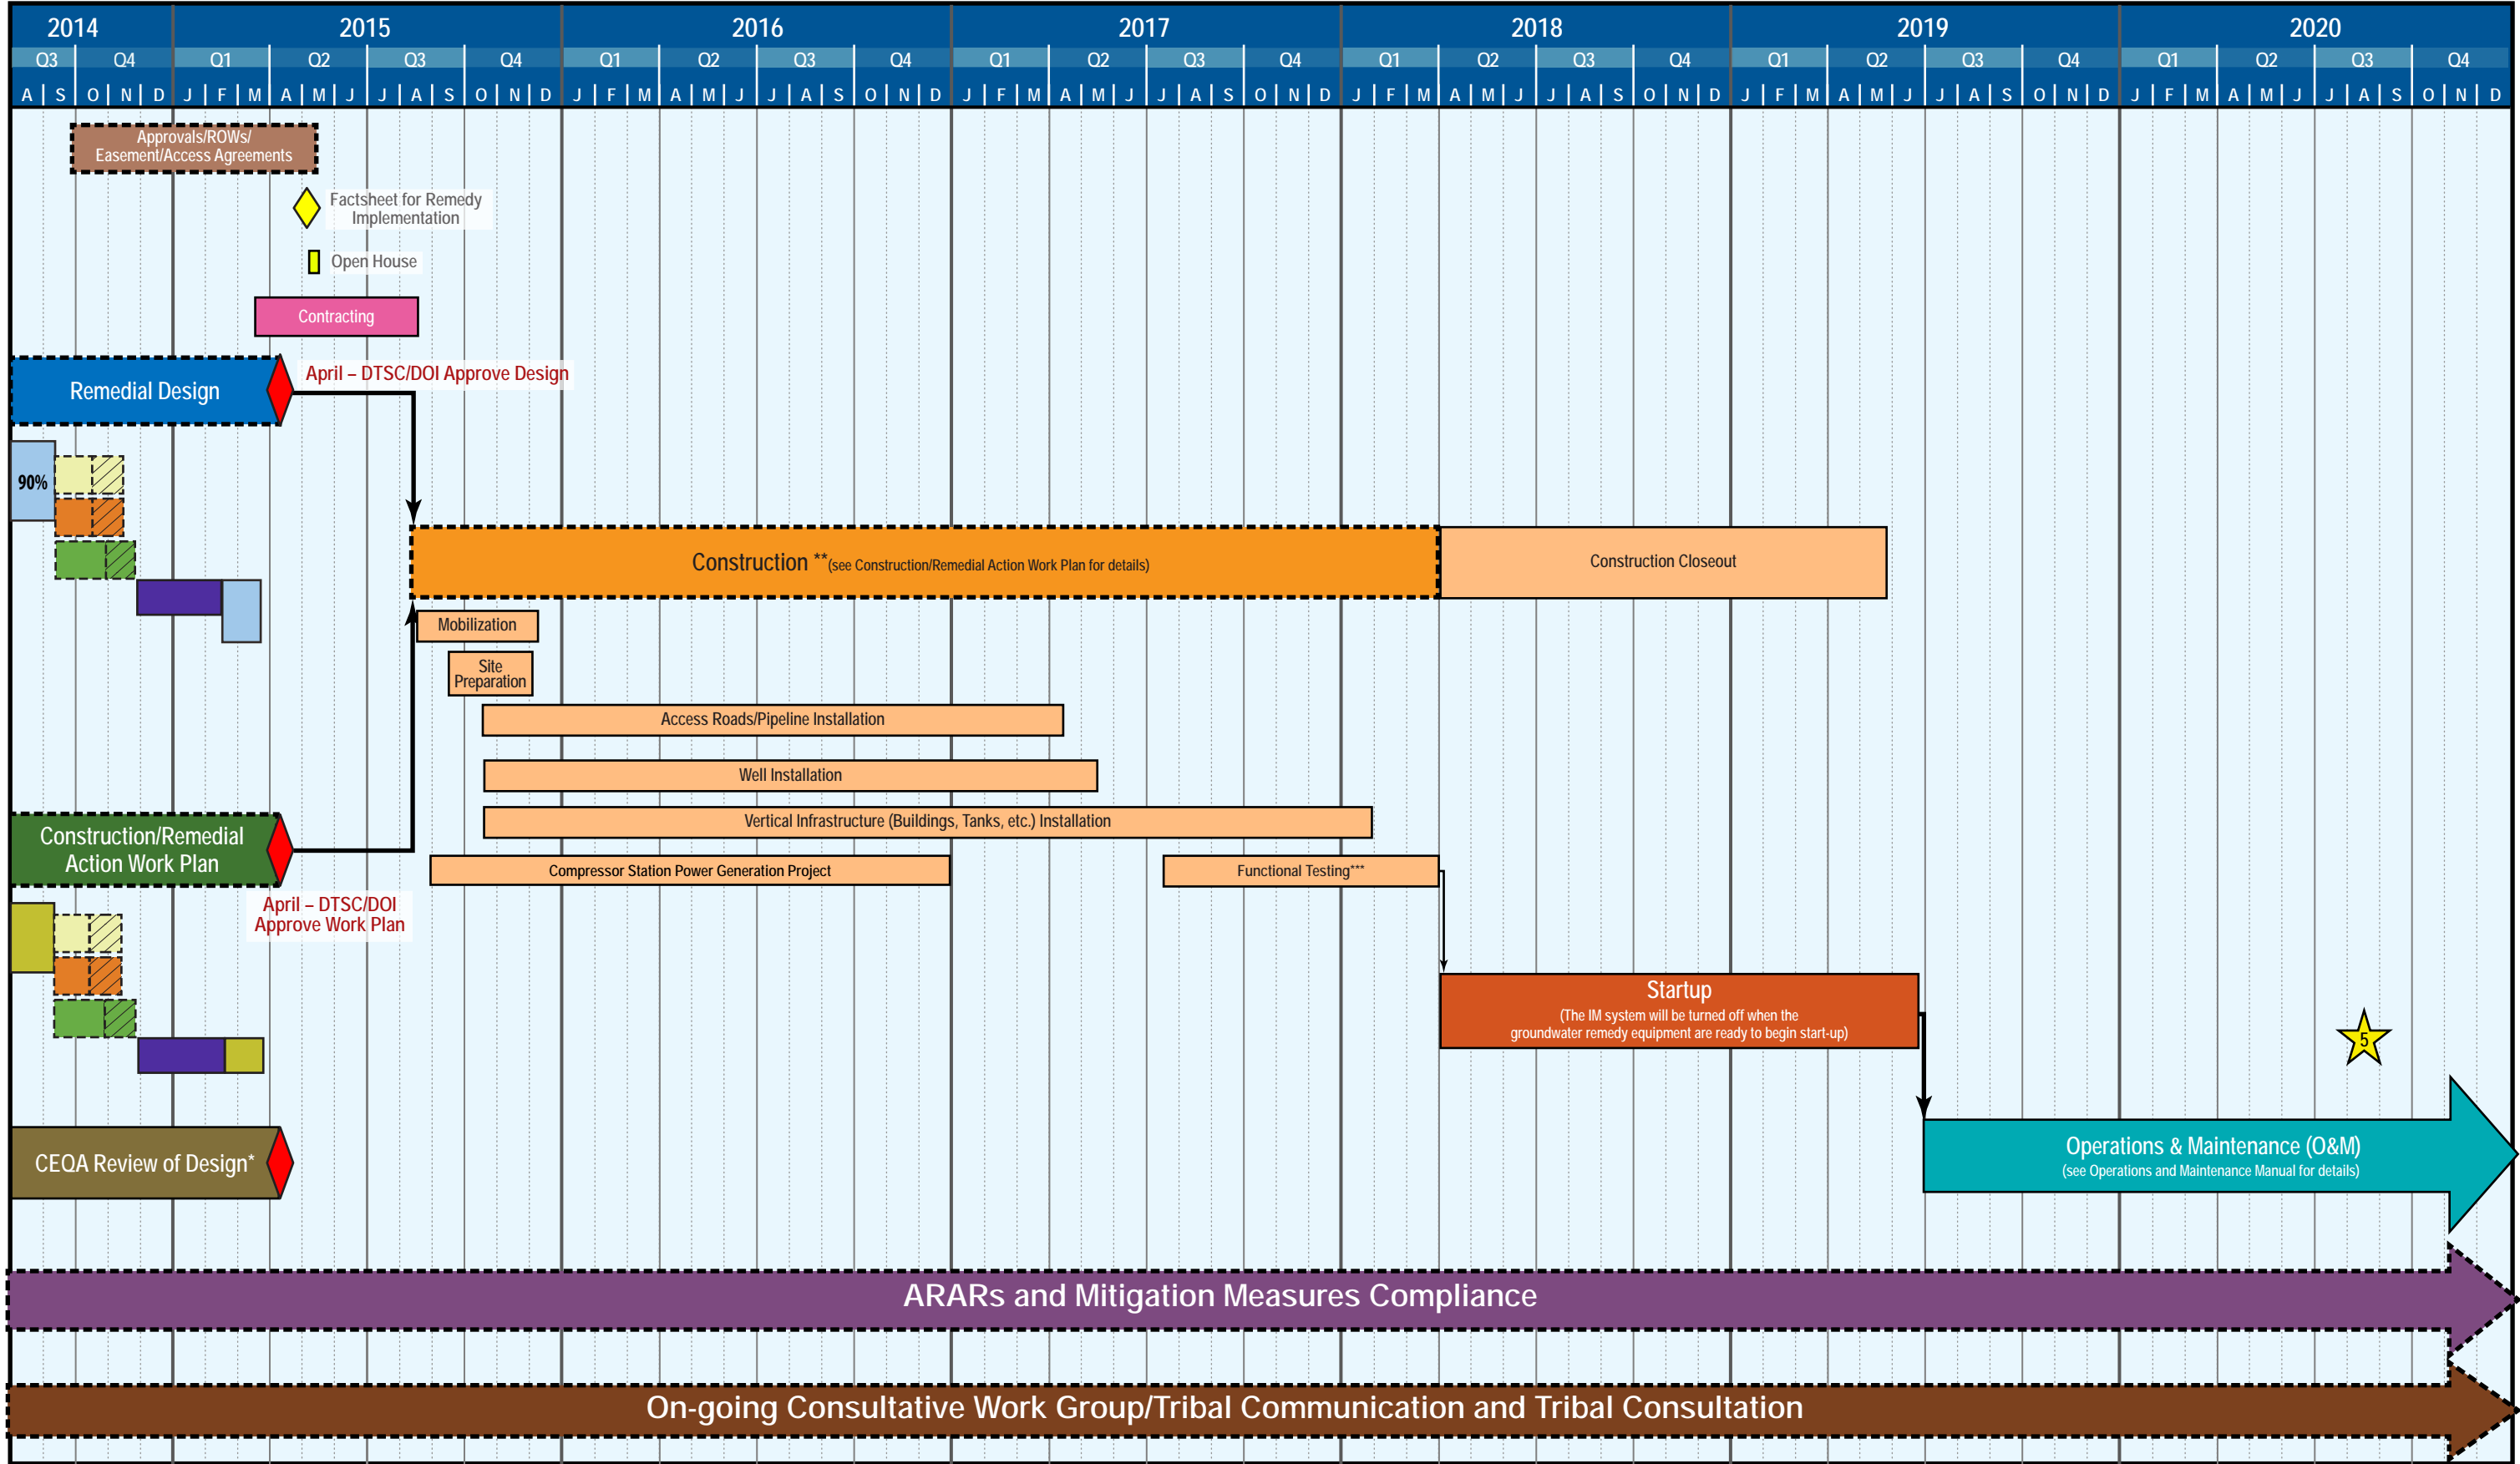 2014 2015 2016 2017 2018 2019 2020
Q3 Q4 Q1 Q2 Q3 Q4 Q1 Q2 Q3 Q4 Q1 Q2 Q3 Q4 Q1 Q2 Q3 Q4 Q1 Q2 Q3 Q4 Q1 Q2 Q3 Q4
A S O N D J F M A M J J A S O N D J F M A M J J A S O N D J F M A M J J A S O N D J F M A M J J A S O N D J F M A M J J A S O N D J F M A M J J A S O N D
Approvals/ROWs/
Easement/Access Agreements
Factsheet for Remedy
Implementation
Open House
Contracting
April – DTSC/DOI Approve Design
Remedial Design
90%
Construction **(see Construction/Remedial Action Work Plan for details)
Construction Closeout
Mobilization
Site
Preparation
Access Roads/Pipeline Installation
Well Installation
Vertical Infrastructure (Buildings, Tanks, etc.) Installation
Construction/Remedial
Action Work Plan
Compressor Station Power Generation Project
Functional Testing***
April – DTSC/DOI
Approve Work Plan
Startup
(The IM system will be turned off when the
groundwater remedy equipment are ready to begin start-up)
5
CEQA Review of Design*
Operations & Maintenance (O&M)
(see Operations and Maintenance Manual for details)
ARARs and Mitigation Measures Compliance
On-going Consultative Work Group/Tribal Communication and Tribal Consultation